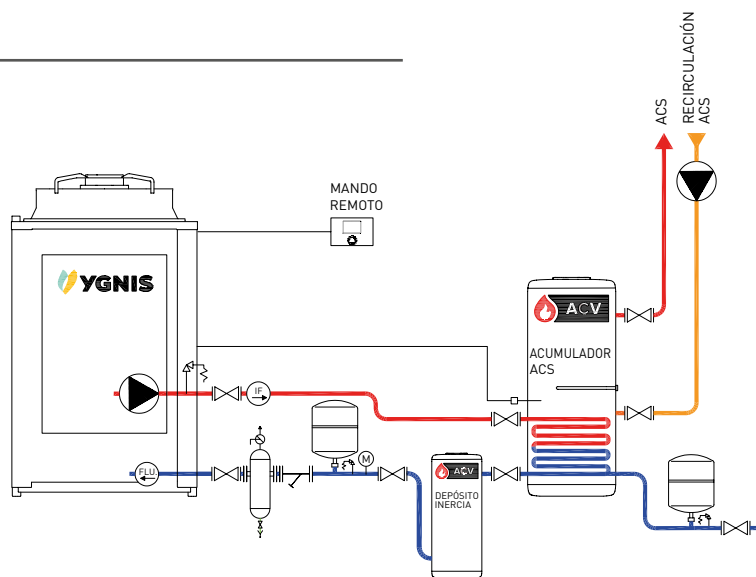 ACS
RECIRCULACIÓN
ACS
MANDO
REMOTO
YGNIS
ACV
ACUMULADOR
ACS
IF
FLU.
M
ACV
DEPÓSITO
INERCIA